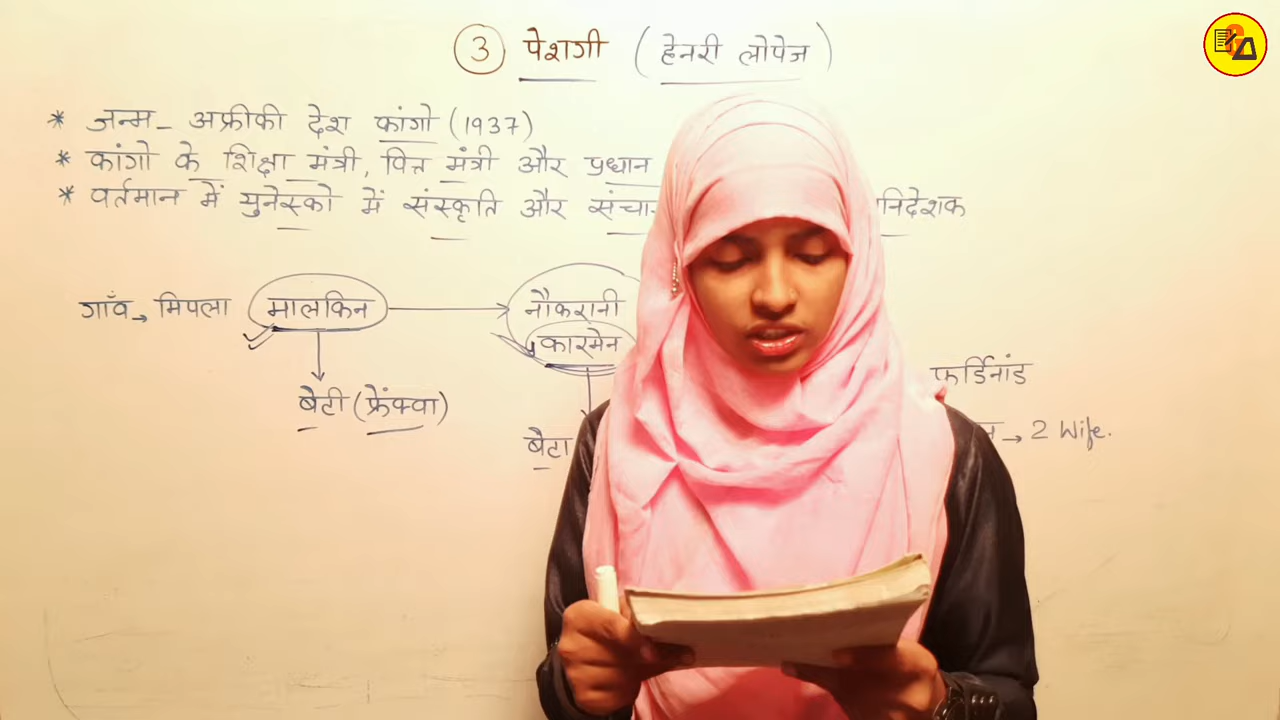 ③ पेशगी (हेनरी लोपेज)
* जन्म - अफ्रीकी देश कांगो (1937)
* कांगो के शिक्षा मंत्री, वित्त मंत्री और प्रधान
* वर्तमान में युनेस्को में संस्कृति और संचा निदेशक
गाँव → मिपला मालकिन → नौकरानी
कारमेन
फर्डिनांड
बेटी (फ्रेंक्वा)
बेटा → 2 Wife.